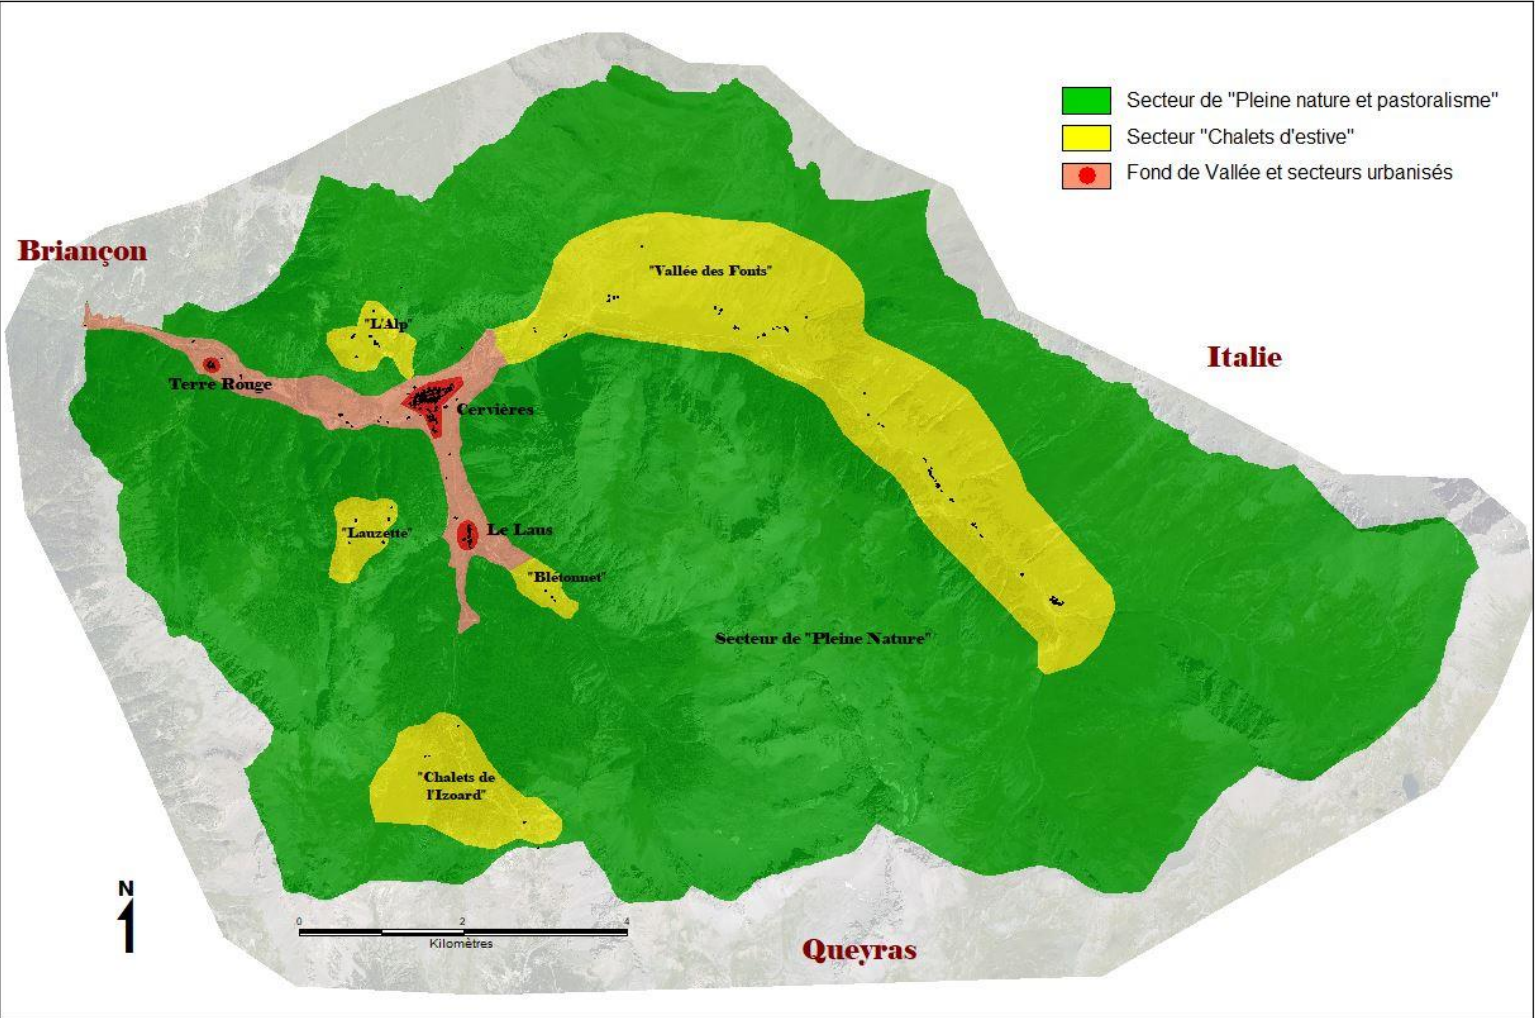 Secteur de "Pleine nature et pastoralisme"
Secteur "Chalets d'estive"
Fond de Vallée et secteurs urbanisés
Briançon
"Vallée des Fonts"
"L'Alp"
Italie
Terre Rouge
Cervières
"Lauzette"
Le Laus
"Blétonnet"
Secteur de "Pleine Nature"
"Chalets de
l'Izoard"
N
0 2 4
Kilomètres
Queyras